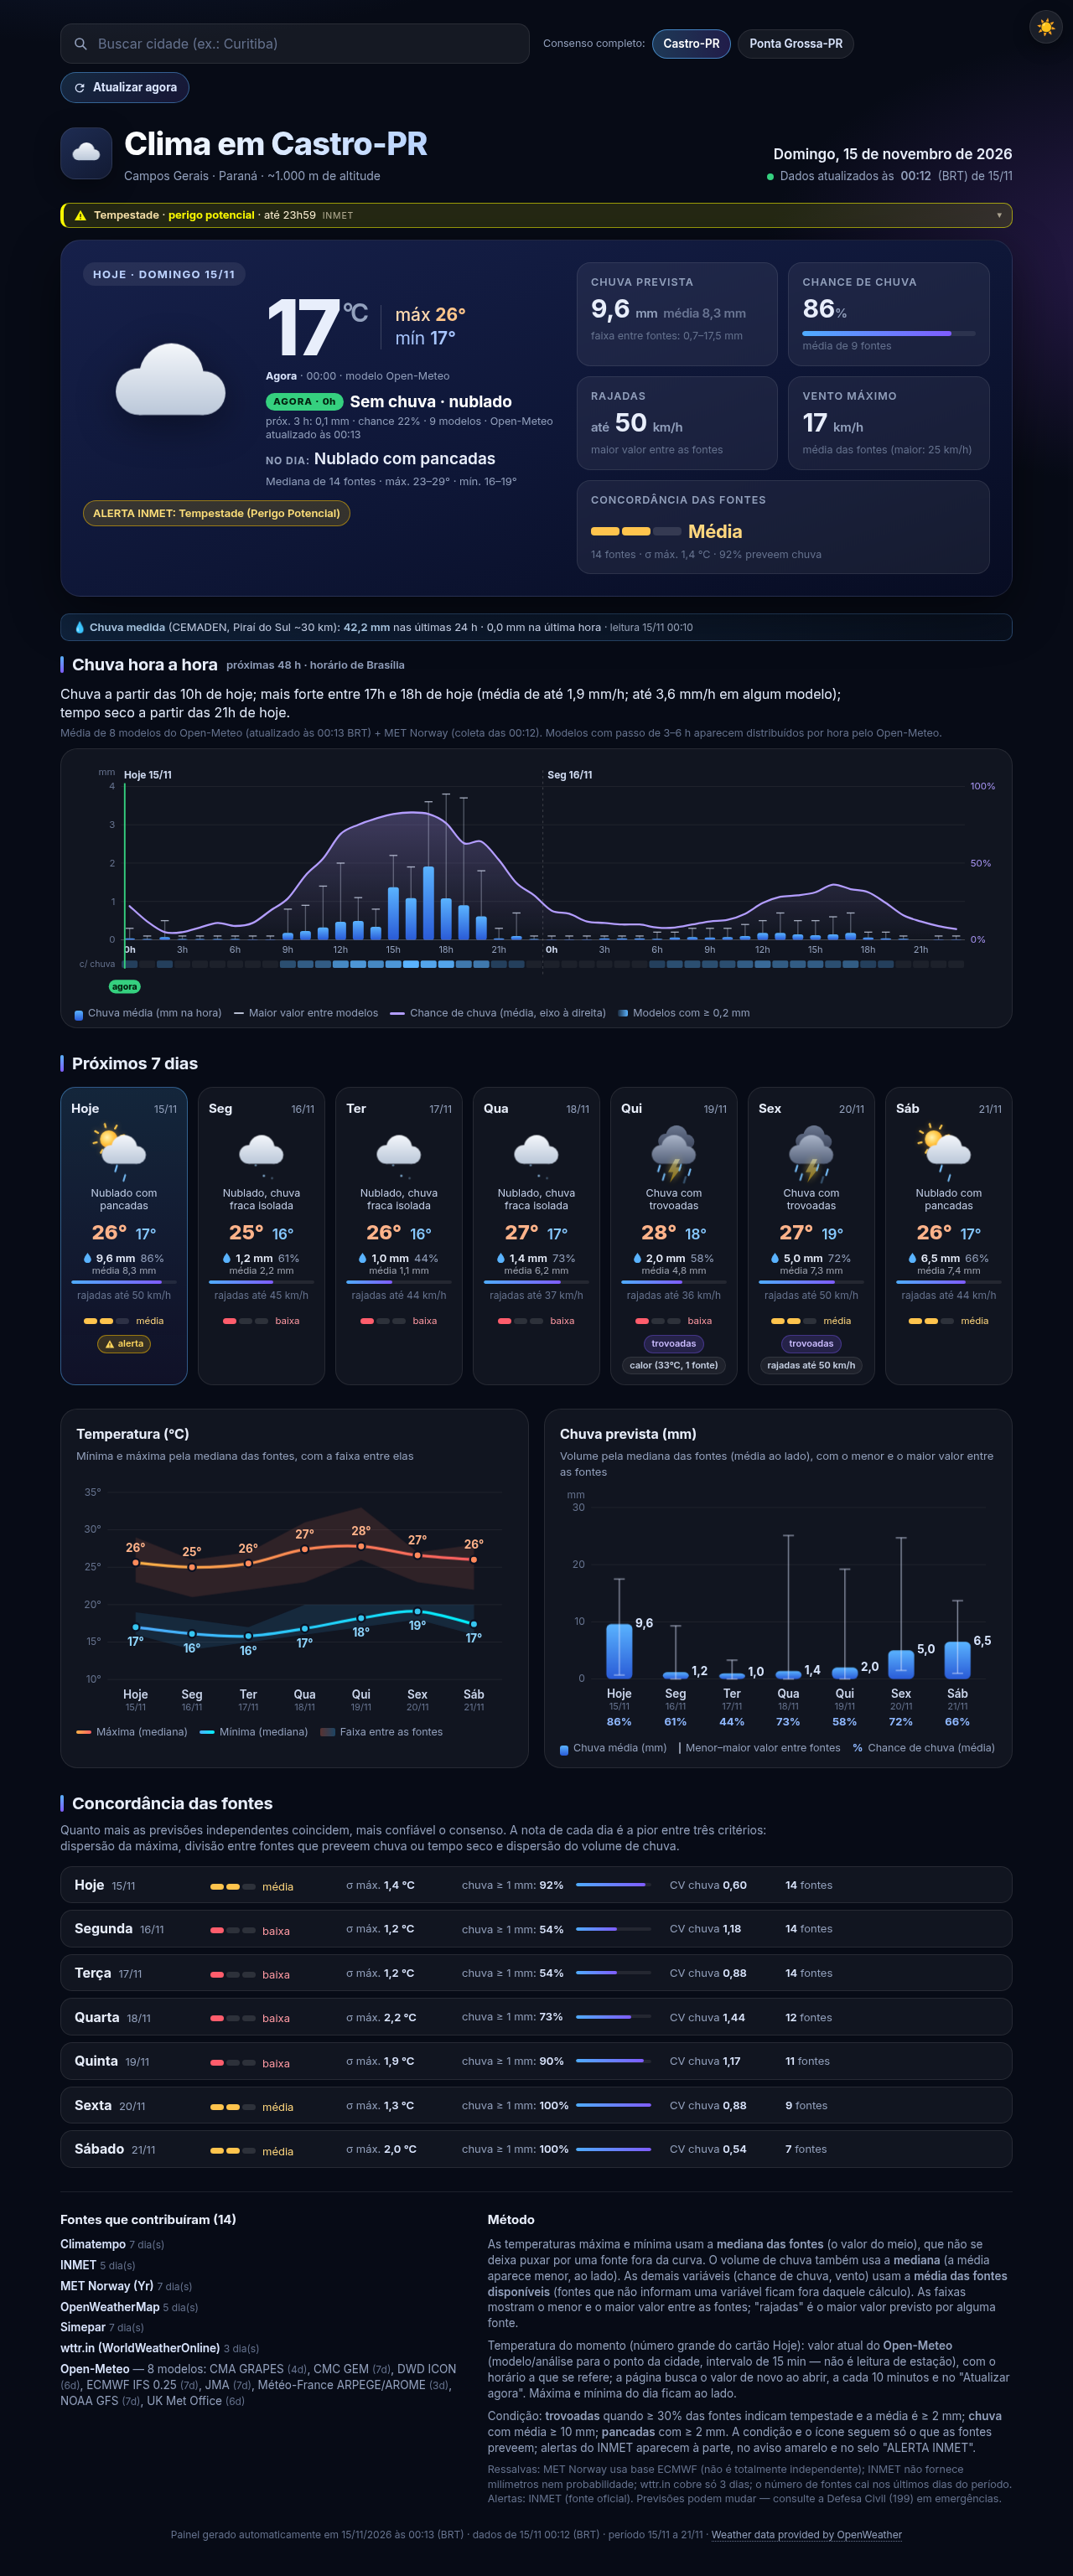 Buscar cidade (ex.: Curitiba)
Consenso completo: Castro-PR Ponta Grossa-PR
Atualizar agora
Clima em Castro-PR
Campos Gerais · Paraná · ~1.000 m de altitude
Domingo, 15 de novembro de 2026
Dados atualizados às 00:12 (BRT) de 15/11
Tempestade · perigo potencial · até 23h59 INMET
HOJE · DOMINGO 15/11
17°C
máx 26°
mín 17°
Agora · 00:00 · modelo Open-Meteo
AGORA · 0h Sem chuva · nublado
próx. 3 h: 0,1 mm · chance 22% · 9 modelos · Open-Meteo
atualizado às 00:13
NO DIA: Nublado com pancadas
Mediana de 14 fontes · máx. 23–29° · mín. 16–19°
ALERTA INMET: Tempestade (Perigo Potencial)
CHUVA PREVISTA
9,6 mm média 8,3 mm
faixa entre fontes: 0,7–17,5 mm
CHANCE DE CHUVA
86%
média de 9 fontes
RAJADAS
até 50 km/h
maior valor entre as fontes
VENTO MÁXIMO
17 km/h
média das fontes (maior: 25 km/h)
CONCORDÂNCIA DAS FONTES
Média
14 fontes · σ máx. 1,4 °C · 92% preveem chuva
Chuva medida (CEMADEN, Piraí do Sul ~30 km): 42,2 mm nas últimas 24 h · 0,0 mm na última hora · leitura 15/11 00:10
Chuva hora a hora próximas 48 h · horário de Brasília
Chuva a partir das 10h de hoje; mais forte entre 17h e 18h de hoje (média de até 1,9 mm/h; até 3,6 mm/h em algum modelo);
tempo seco a partir das 21h de hoje.
Média de 8 modelos do Open-Meteo (atualizado às 00:13 BRT) + MET Norway (coleta das 00:12). Modelos com passo de 3–6 h aparecem distribuídos por hora pelo Open-Meteo.
mm Hoje 15/11 Seg 16/11
4 100%
3
2 50%
1
0 0%
0h 3h 6h 9h 12h 15h 18h 21h 0h 3h 6h 9h 12h 15h 18h 21h
c/ chuva
agora
Chuva média (mm na hora) Maior valor entre modelos Chance de chuva (média, eixo à direita) Modelos com ≥ 0,2 mm
Próximos 7 dias
Hoje 15/11
Nublado com
pancadas
26° 17°
9,6 mm 86%
média 8,3 mm
rajadas até 50 km/h
média
alerta
Seg 16/11
Nublado, chuva
fraca isolada
25° 16°
1,2 mm 61%
média 2,2 mm
rajadas até 45 km/h
baixa
Ter 17/11
Nublado, chuva
fraca isolada
26° 16°
1,0 mm 44%
média 1,1 mm
rajadas até 44 km/h
baixa
Qua 18/11
Nublado, chuva
fraca isolada
27° 17°
1,4 mm 73%
média 6,2 mm
rajadas até 37 km/h
baixa
Qui 19/11
Chuva com
trovoadas
28° 18°
2,0 mm 58%
média 4,8 mm
rajadas até 36 km/h
baixa
trovoadas
calor (33°C, 1 fonte)
Sex 20/11
Chuva com
trovoadas
27° 19°
5,0 mm 72%
média 7,3 mm
rajadas até 50 km/h
média
trovoadas
rajadas até 50 km/h
Sáb 21/11
Nublado com
pancadas
26° 17°
6,5 mm 66%
média 7,4 mm
rajadas até 44 km/h
média
Temperatura (°C)
Mínima e máxima pela mediana das fontes, com a faixa entre elas
35°
30°
25°
20°
15°
10°
26° 25° 26° 27° 28° 27° 26°
17° 16° 16° 17° 18° 19° 17°
Hoje Seg Ter Qua Qui Sex Sáb
15/11 16/11 17/11 18/11 19/11 20/11 21/11
Máxima (mediana) Mínima (mediana) Faixa entre as fontes
Chuva prevista (mm)
Volume pela mediana das fontes (média ao lado), com o menor e o maior valor entre
as fontes
mm
30
20
10
0
9,6 1,2 1,0 1,4 2,0 5,0 6,5
Hoje Seg Ter Qua Qui Sex Sáb
15/11 16/11 17/11 18/11 19/11 20/11 21/11
86% 61% 44% 73% 58% 72% 66%
Chuva média (mm) Menor–maior valor entre fontes % Chance de chuva (média)
Concordância das fontes
Quanto mais as previsões independentes coincidem, mais confiável o consenso. A nota de cada dia é a pior entre três critérios:
dispersão da máxima, divisão entre fontes que preveem chuva ou tempo seco e dispersão do volume de chuva.
Hoje 15/11 média σ máx. 1,4 °C chuva ≥ 1 mm: 92% CV chuva 0,60 14 fontes
Segunda 16/11 baixa σ máx. 1,2 °C chuva ≥ 1 mm: 54% CV chuva 1,18 14 fontes
Terça 17/11 baixa σ máx. 1,2 °C chuva ≥ 1 mm: 54% CV chuva 0,88 14 fontes
Quarta 18/11 baixa σ máx. 2,2 °C chuva ≥ 1 mm: 73% CV chuva 1,44 12 fontes
Quinta 19/11 baixa σ máx. 1,9 °C chuva ≥ 1 mm: 90% CV chuva 1,17 11 fontes
Sexta 20/11 média σ máx. 1,3 °C chuva ≥ 1 mm: 100% CV chuva 0,88 9 fontes
Sábado 21/11 média σ máx. 2,0 °C chuva ≥ 1 mm: 100% CV chuva 0,54 7 fontes
Fontes que contribuíram (14)
Climatempo 7 dia(s)
INMET 5 dia(s)
MET Norway (Yr) 7 dia(s)
OpenWeatherMap 5 dia(s)
Simepar 7 dia(s)
wttr.in (WorldWeatherOnline) 3 dia(s)
Open-Meteo — 8 modelos: CMA GRAPES (4d), CMC GEM (7d), DWD ICON
(6d), ECMWF IFS 0.25 (7d), JMA (7d), Météo-France ARPEGE/AROME (3d),
NOAA GFS (7d), UK Met Office (6d)
Método
As temperaturas máxima e mínima usam a mediana das fontes (o valor do meio), que não se
deixa puxar por uma fonte fora da curva. O volume de chuva também usa a mediana (a média
aparece menor, ao lado). As demais variáveis (chance de chuva, vento) usam a média das fontes
disponíveis (fontes que não informam uma variável ficam fora daquele cálculo). As faixas
mostram o menor e o maior valor entre as fontes; "rajadas" é o maior valor previsto por alguma
fonte.
Temperatura do momento (número grande do cartão Hoje): valor atual do Open-Meteo
(modelo/análise para o ponto da cidade, intervalo de 15 min — não é leitura de estação), com o
horário a que se refere; a página busca o valor de novo ao abrir, a cada 10 minutos e no "Atualizar
agora". Máxima e mínima do dia ficam ao lado.
Condição: trovoadas quando ≥ 30% das fontes indicam tempestade e a média é ≥ 2 mm; chuva
com média ≥ 10 mm; pancadas com ≥ 2 mm. A condição e o ícone seguem só o que as fontes
preveem; alertas do INMET aparecem à parte, no aviso amarelo e no selo "ALERTA INMET".
Ressalvas: MET Norway usa base ECMWF (não é totalmente independente); INMET não fornece
milímetros nem probabilidade; wttr.in cobre só 3 dias; o número de fontes cai nos últimos dias do período.
Alertas: INMET (fonte oficial). Previsões podem mudar — consulte a Defesa Civil (199) em emergências.
Painel gerado automaticamente em 15/11/2026 às 00:13 (BRT) · dados de 15/11 00:12 (BRT) · período 15/11 a 21/11 · Weather data provided by OpenWeather